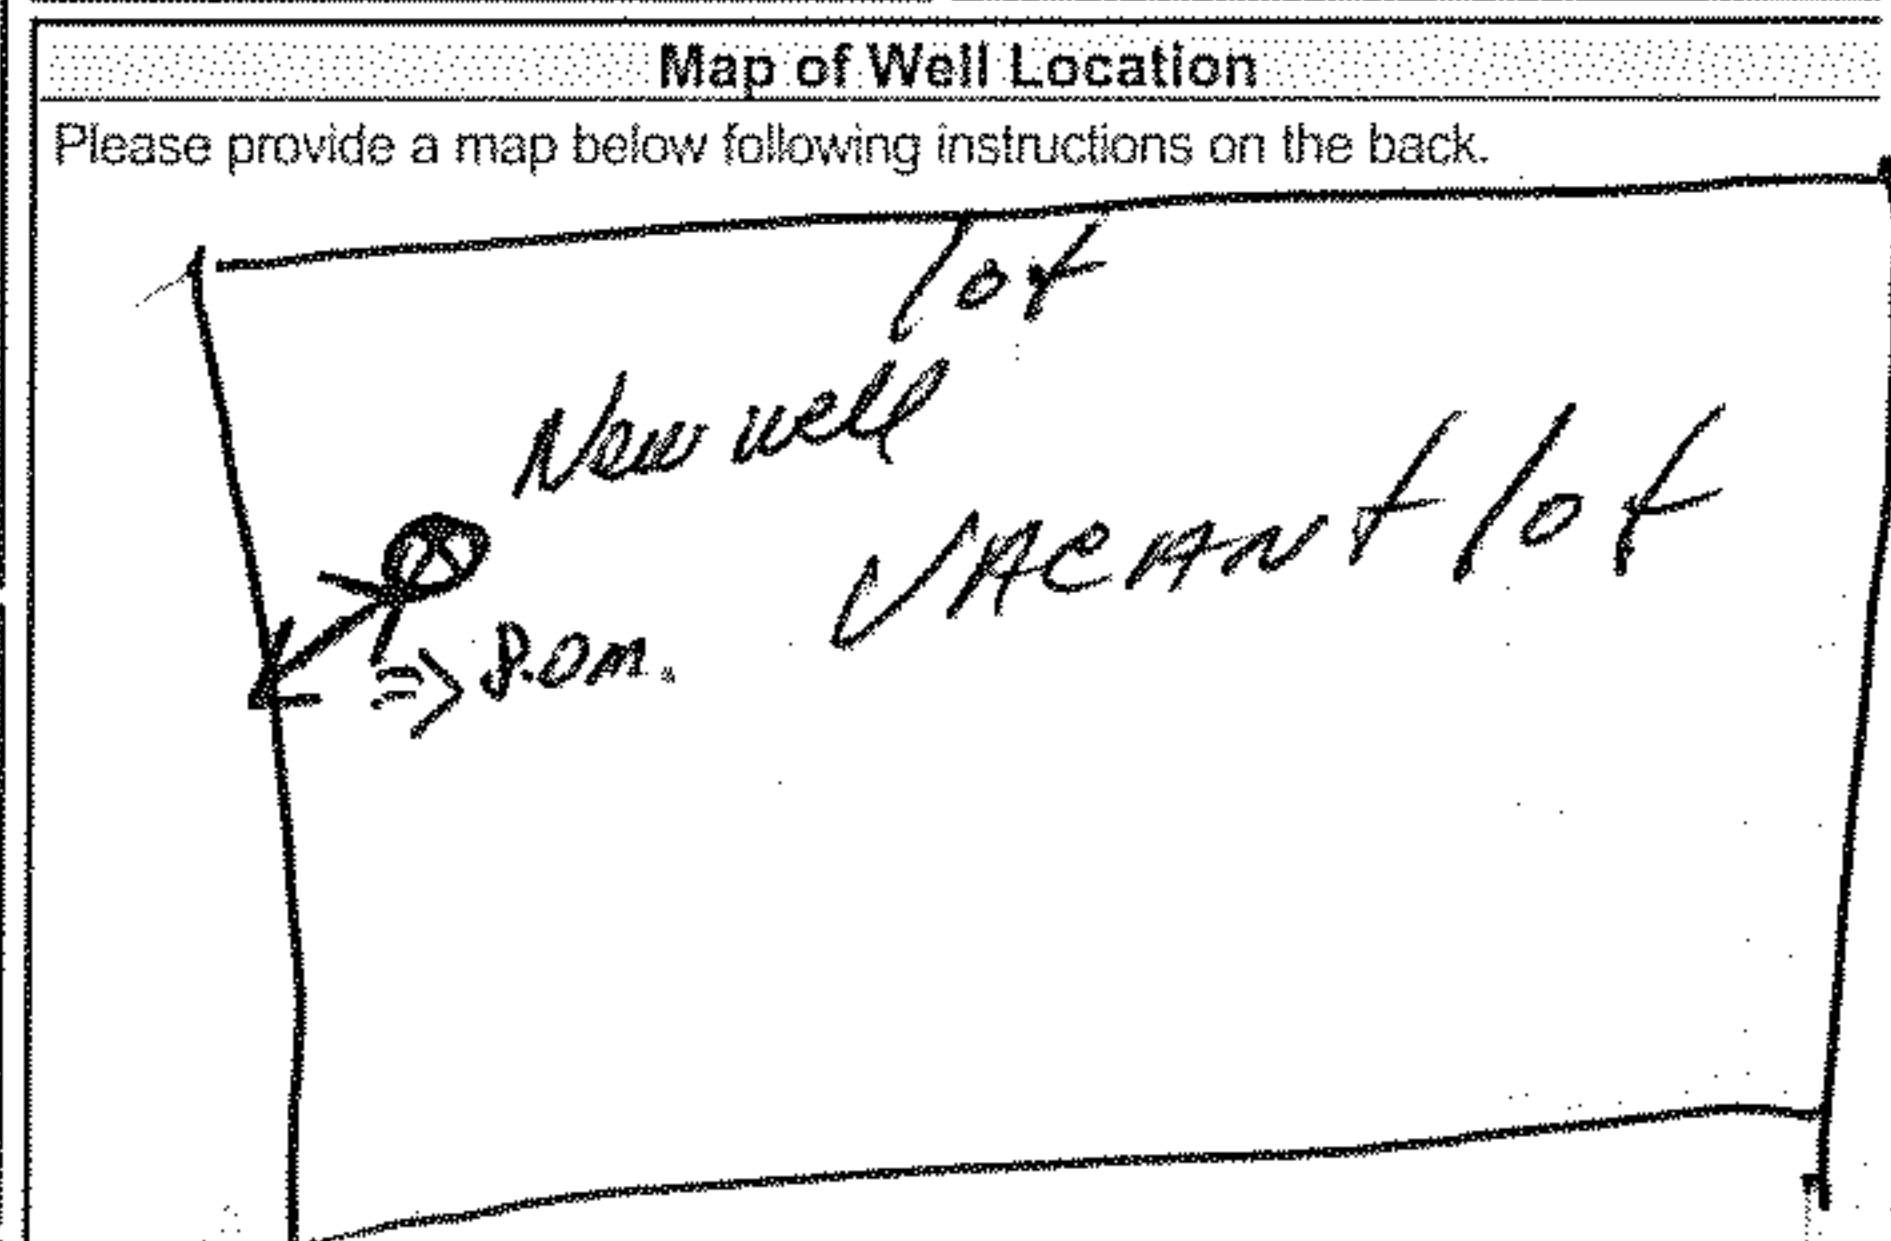 Map of Well Location
Please provide a map below following instructions on the back.
lot
New well
VACANT lot
⇒ 8.0m.